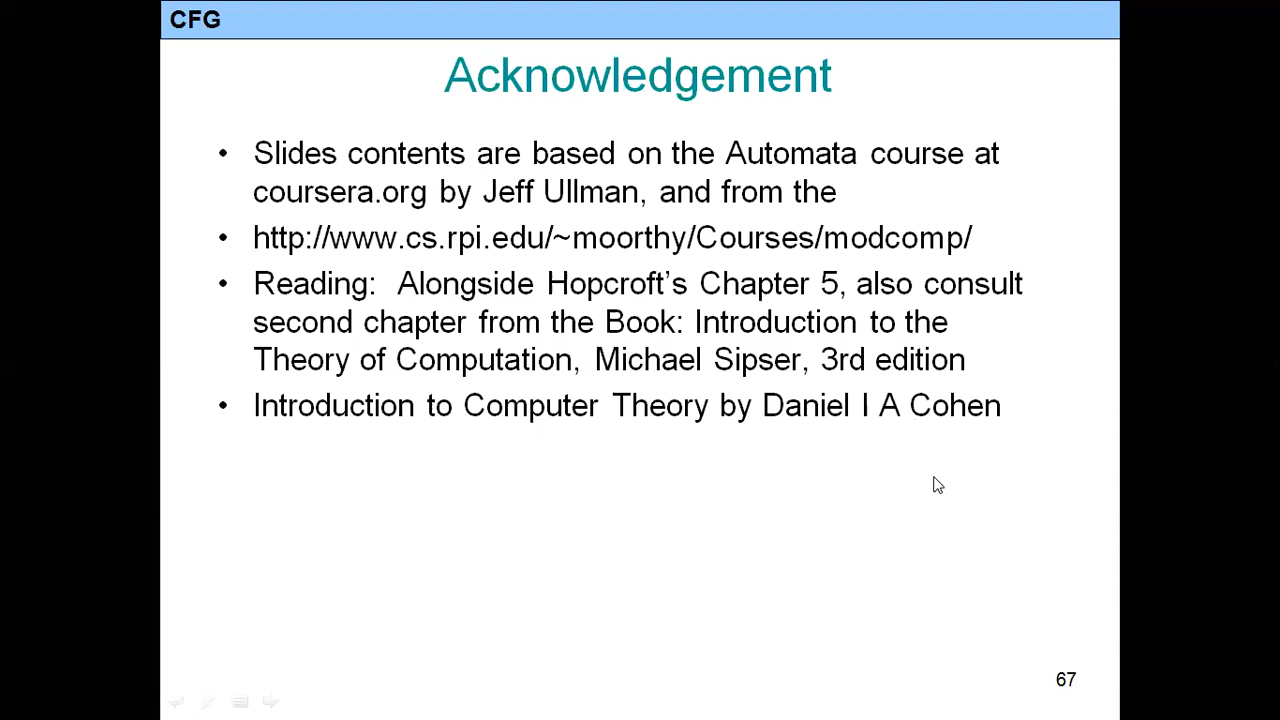 CFG
Acknowledgement
• Slides contents are based on the Automata course at
coursera.org by Jeff Ullman, and from the
• http://www.cs.rpi.edu/~moorthy/Courses/modcomp/
• Reading:  Alongside Hopcroft’s Chapter 5, also consult
second chapter from the Book: Introduction to the
Theory of Computation, Michael Sipser, 3rd edition
• Introduction to Computer Theory by Daniel I A Cohen
67